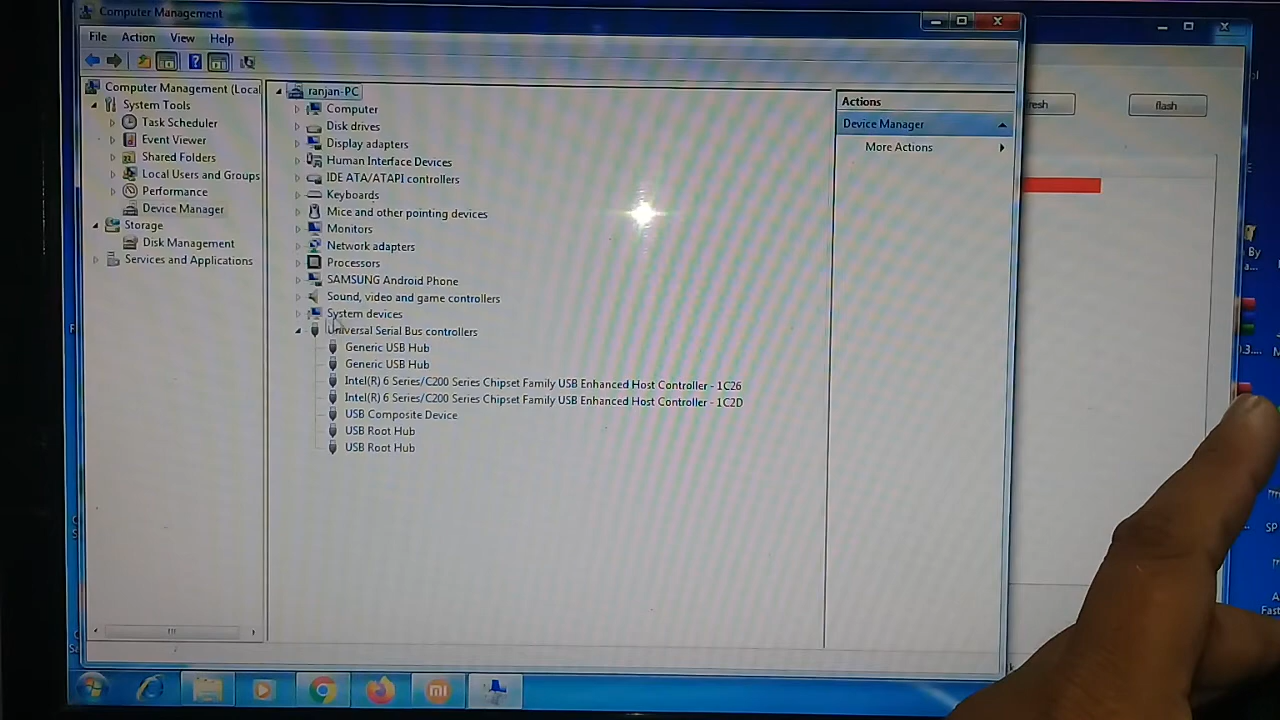 Computer Management
File Action View Help
Computer Management (Local
System Tools
Task Scheduler
Event Viewer
Shared Folders
Local Users and Groups
Performance
Device Manager
Storage
Disk Management
Services and Applications
ranjan-PC
Computer
Disk drives
Display adapters
Human Interface Devices
IDE ATA/ATAPI controllers
Keyboards
Mice and other pointing devices
Monitors
Network adapters
Processors
SAMSUNG Android Phone
Sound, video and game controllers
System devices
Universal Serial Bus controllers
Generic USB Hub
Generic USB Hub
Intel(R) 6 Series/C200 Series Chipset Family USB Enhanced Host Controller - 1C26
Intel(R) 6 Series/C200 Series Chipset Family USB Enhanced Host Controller - 1C2D
USB Composite Device
USB Root Hub
USB Root Hub
Actions
Device Manager
More Actions
flash
By
SP
Fast